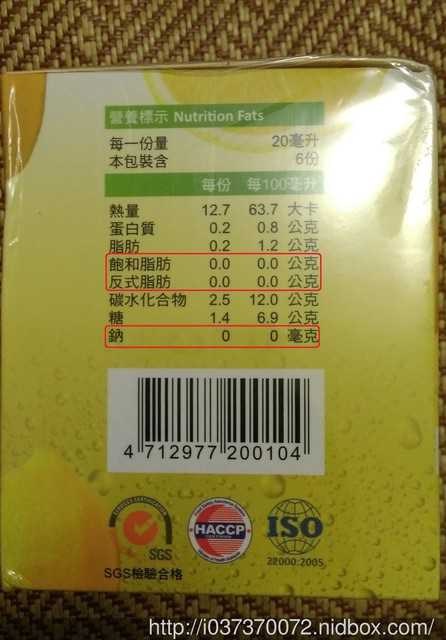 營養標示 Nutrition Fats
每一份量 20毫升
本包裝含 6份
每份 每100毫升
熱量 12.7 63.7 大卡
蛋白質 0.2 0.8 公克
脂肪 0.2 1.2 公克
飽和脂肪 0.0 0.0 公克
反式脂肪 0.0 0.0 公克
碳水化合物 2.5 12.0 公克
糖 1.4 6.9 公克
鈉 0 0 毫克
4 712977 200104
SGS
HACCP
ISO
22000:2005
SGS檢驗合格
http://i037370072.nidbox.com/